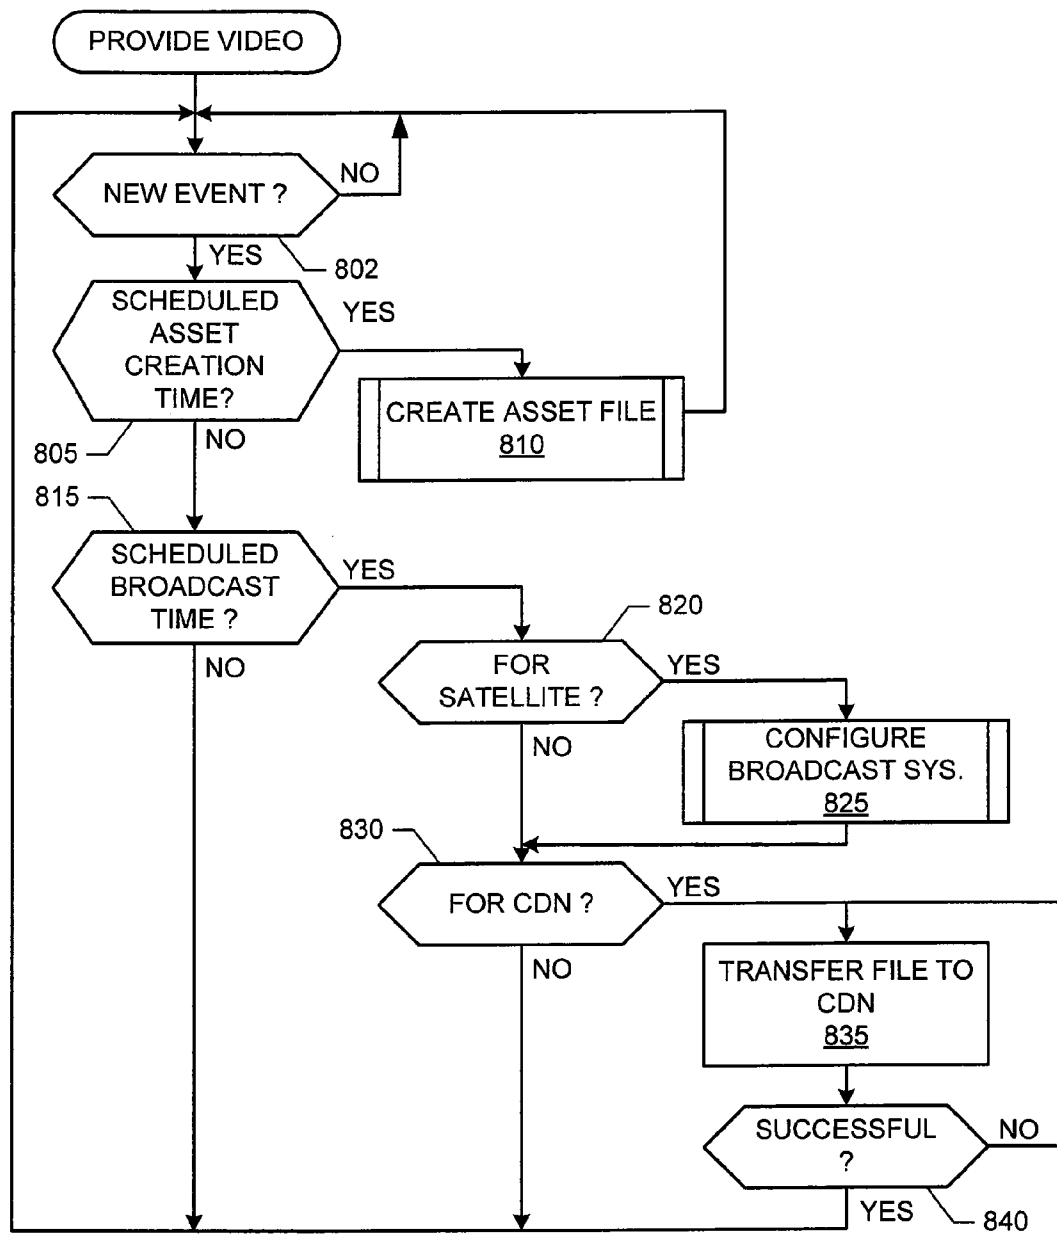 PROVIDE VIDEO
NEW EVENT ?
NO
YES
802
SCHEDULED
ASSET
CREATION
TIME?
YES
805
NO
CREATE ASSET FILE
810
815
SCHEDULED
BROADCAST
TIME ?
YES
NO
820
FOR
SATELLITE ?
YES
NO
CONFIGURE
BROADCAST SYS.
825
830
FOR CDN ?
YES
NO
TRANSFER FILE TO
CDN
835
SUCCESSFUL
?
NO
YES
840